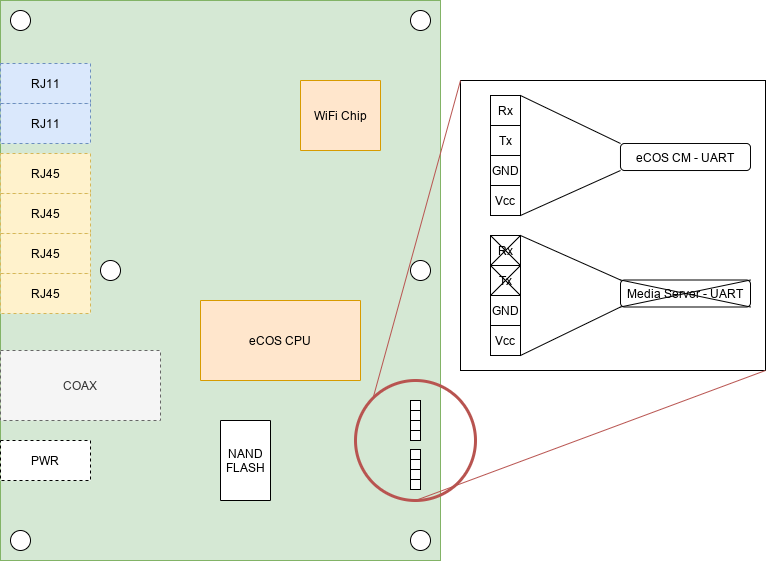 RJ11
RJ11
RJ45
RJ45
RJ45
RJ45
COAX
PWR
WiFi Chip
eCOS CPU
NAND
FLASH
Rx
Tx
GND
Vcc
eCOS CM - UART
Rx
Tx
GND
Vcc
Media Server - UART